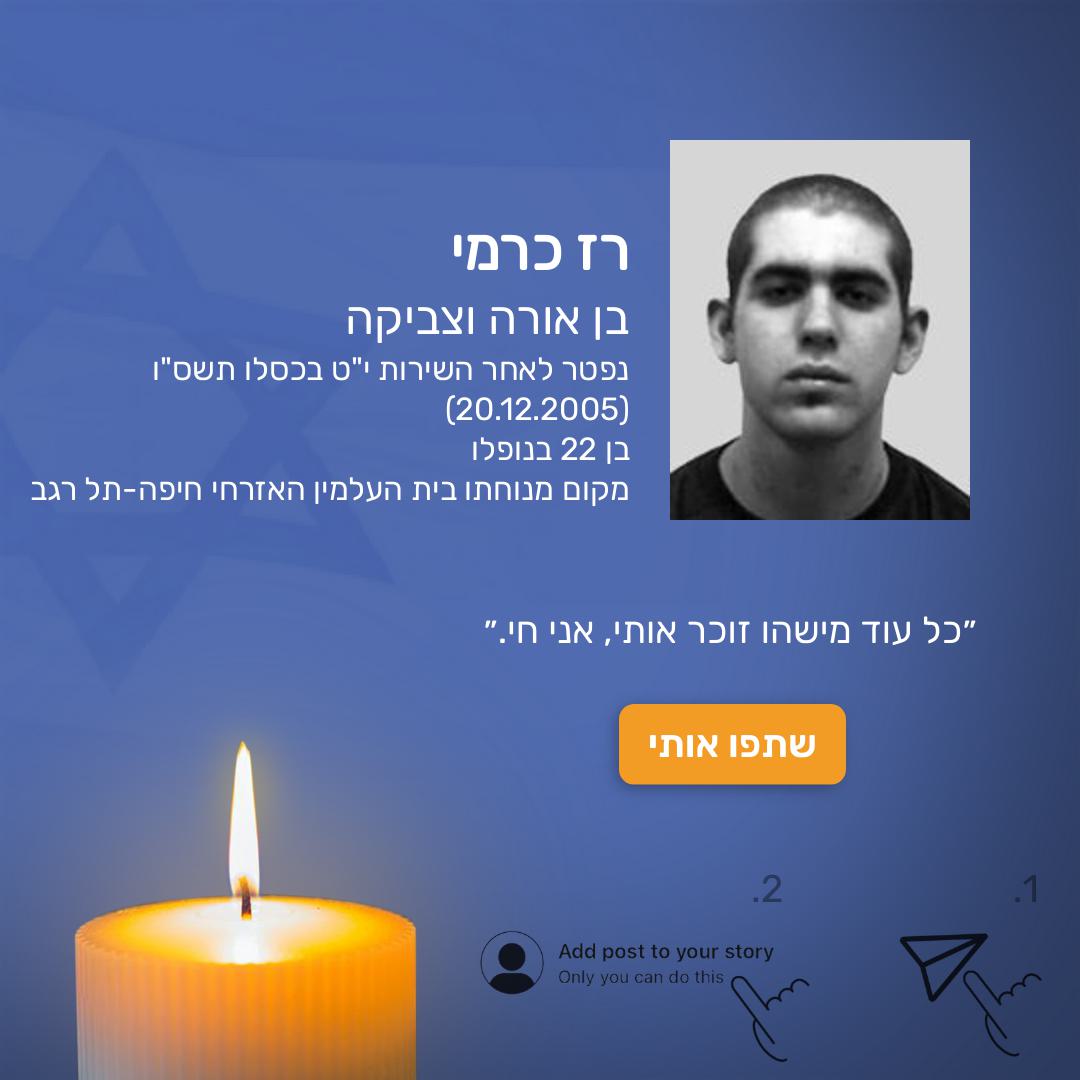 רז כרמי
בן אורה וצביקה
נפטר לאחר השירות י"ט בכסלו תשס"ו
(20.12.2005)
בן 22 בנופלו
מקום מנוחתו בית העלמין האזרחי חיפה-תל רגב
״כל עוד מישהו זוכר אותי, אני חי.״
שתפו אותי
.1
.2
Add post to your story
Only you can do this